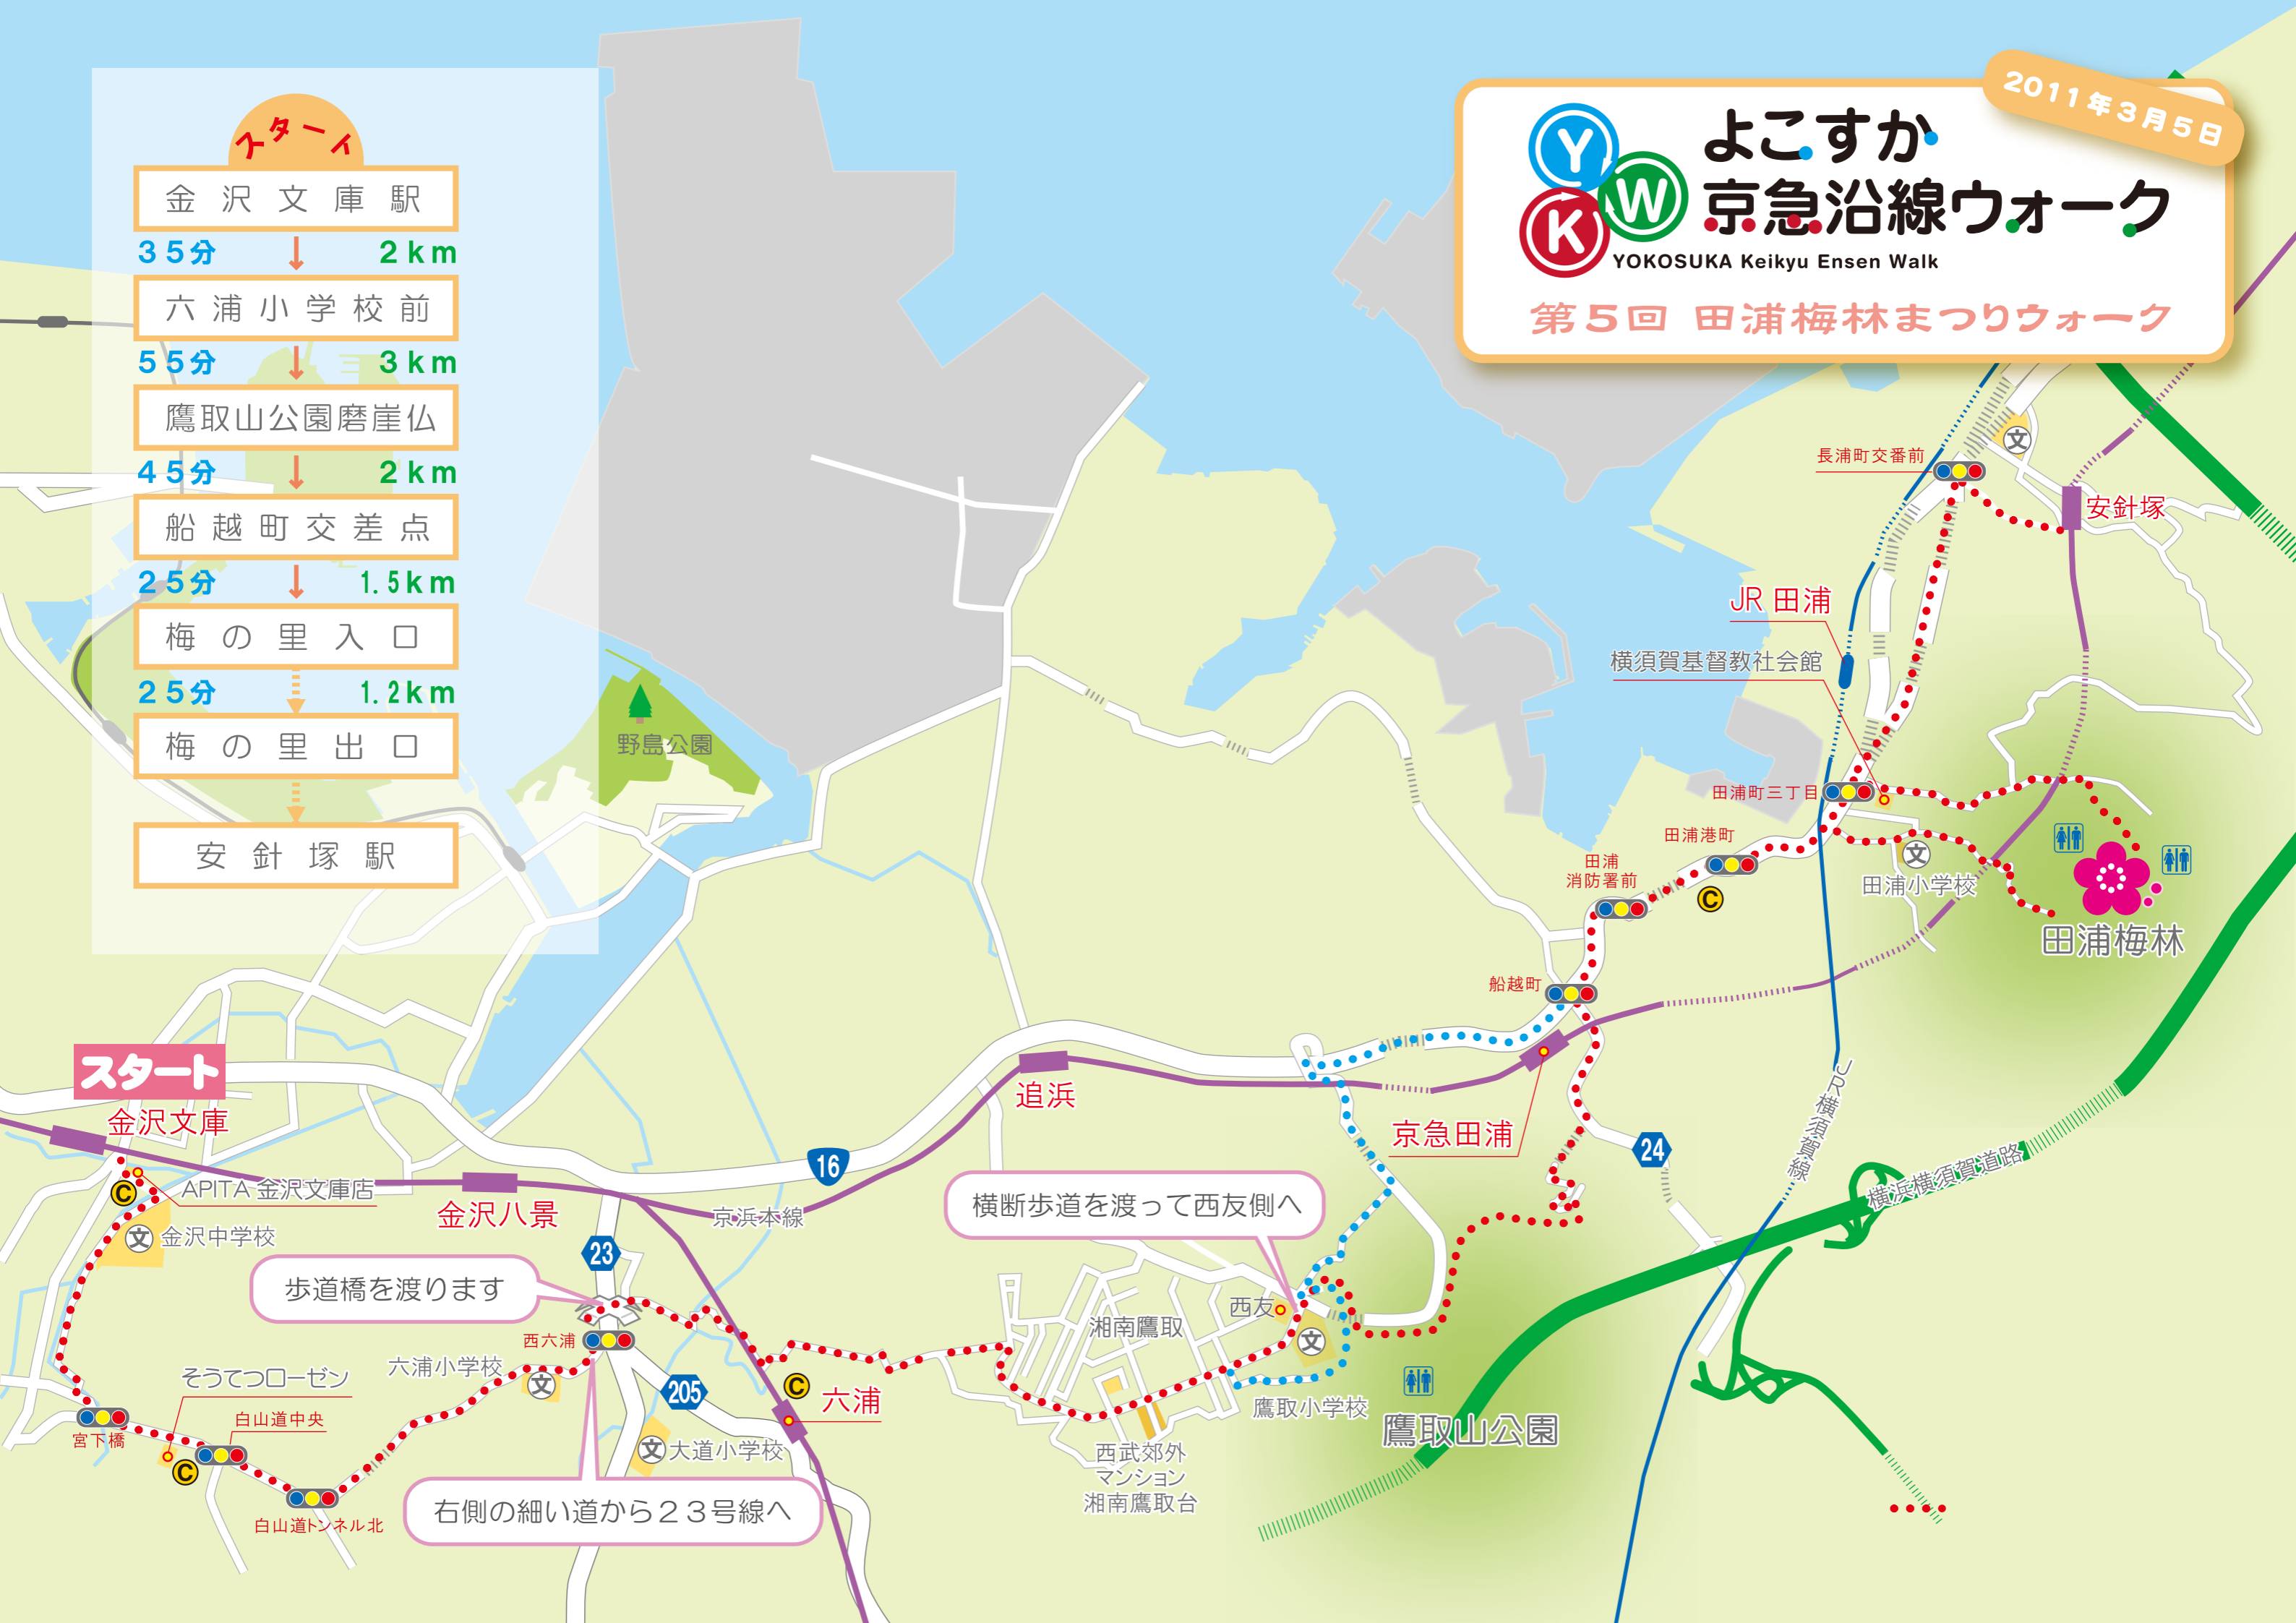 スタート
金沢文庫駅
35分 ↓ 2km
六浦小学校前
55分 ↓ 3km
鷹取山公園磨崖仏
45分 ↓ 2km
船越町交差点
25分 ↓ 1.5km
梅の里入口
25分 1.2km
梅の里出口
安針塚駅
2011年3月5日
Y
K
W
よこすか
京急沿線ウォーク
YOKOSUKA Keikyu Ensen Walk
第5回 田浦梅林まつりウォーク
長浦町交番前
文
安針塚
JR 田浦
横須賀基督教社会館
野島公園
田浦町三丁目
田浦港町
田浦
消防署前
C
文
田浦小学校
田浦梅林
船越町
スタート
金沢文庫
追浜
京急田浦
24
JR横須賀線
横浜横須賀道路
16
C
APITA 金沢文庫店
金沢八景
京浜本線
文
金沢中学校
横断歩道を渡って西友側へ
23
歩道橋を渡ります
西友
湘南鷹取
文
西六浦
六浦小学校
文
そうてつローゼン
白山道中央
宮下橋
C
205
C
六浦
鷹取小学校
鷹取山公園
文
大道小学校
西武郊外
マンション
湘南鷹取台
白山道トンネル北
右側の細い道から23号線へ